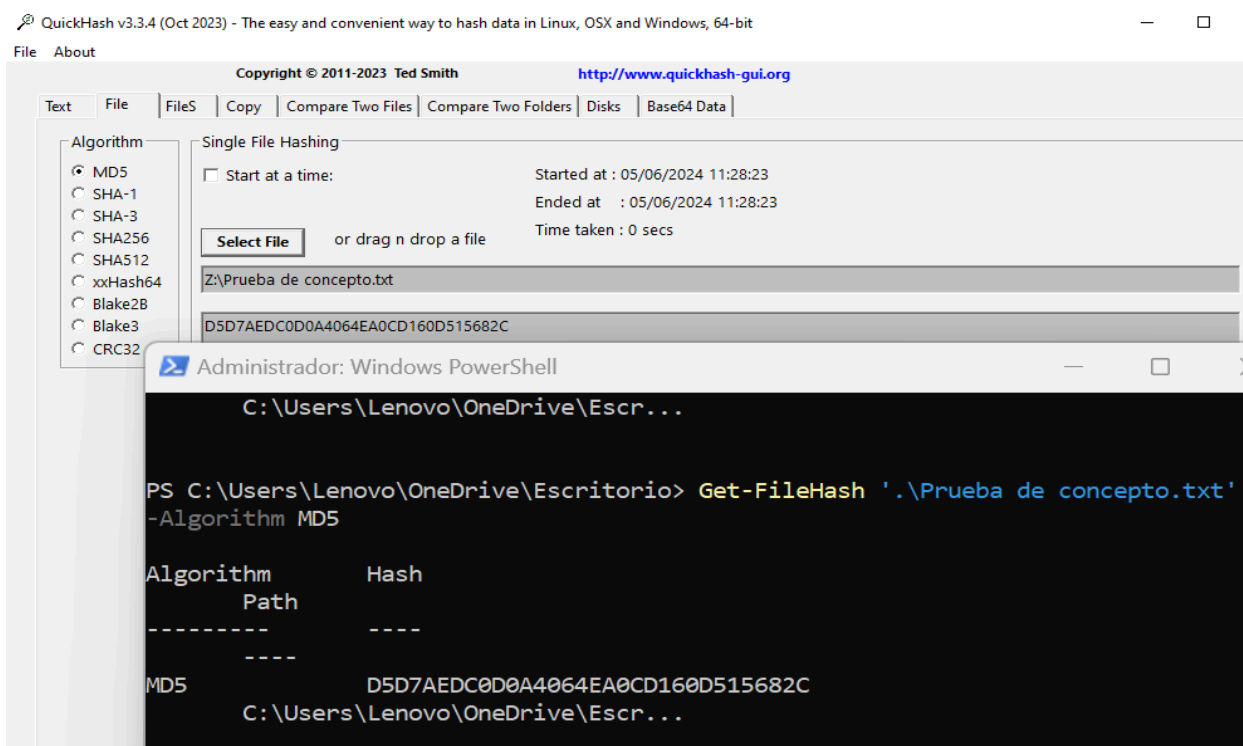 QuickHash v3.3.4 (Oct 2023) - The easy and convenient way to hash data in Linux, OSX and Windows, 64-bit
File About
Copyright © 2011-2023 Ted Smith http://www.quickhash-gui.org
Text File FileS Copy Compare Two Files Compare Two Folders Disks Base64 Data
Algorithm
MD5
SHA-1
SHA-3
SHA256
SHA512
xxHash64
Blake2B
Blake3
CRC32
Single File Hashing
Start at a time: Started at : 05/06/2024 11:28:23
Ended at : 05/06/2024 11:28:23
Time taken : 0 secs
Select File or drag n drop a file
Z:\Prueba de concepto.txt
D5D7AEDC0D0A4064EA0CD160D515682C
Administrador: Windows PowerShell
C:\Users\Lenovo\OneDrive\Escr...
PS C:\Users\Lenovo\OneDrive\Escritorio> Get-FileHash '.\Prueba de concepto.txt'
-Algorithm MD5
Algorithm Hash
Path
--------- ----
----
MD5 D5D7AEDC0D0A4064EA0CD160D515682C
C:\Users\Lenovo\OneDrive\Escr...